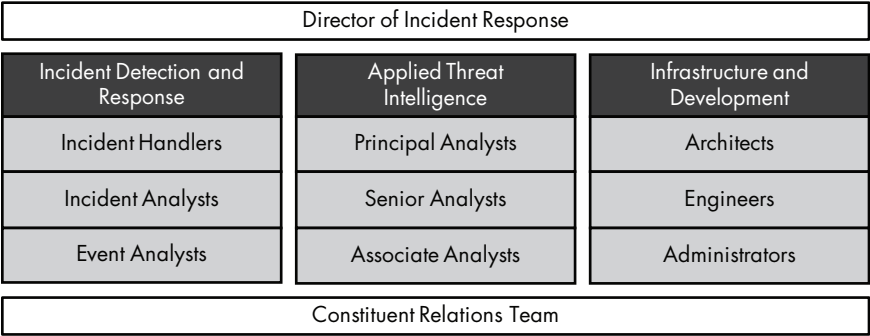 Director of Incident Response
Incident Detection and
Response
Applied Threat
Intelligence
Infrastructure and
Development
Incident Handlers
Principal Analysts
Architects
Incident Analysts
Senior Analysts
Engineers
Event Analysts
Associate Analysts
Administrators
Constituent Relations Team